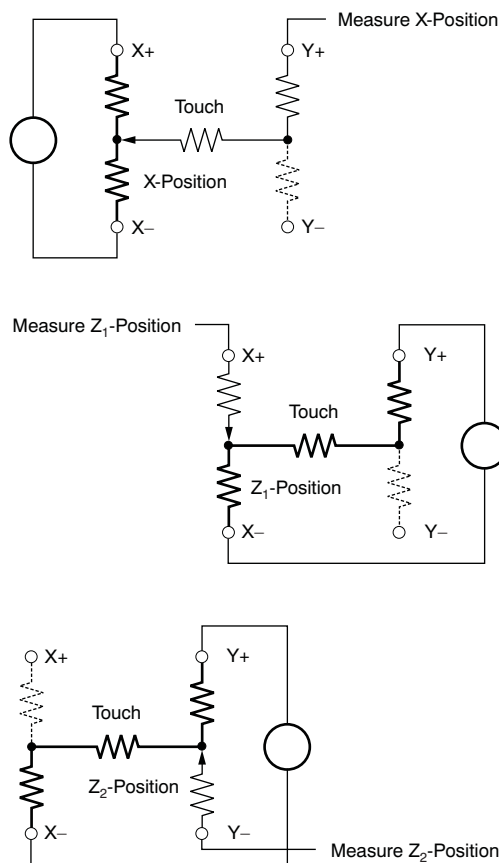 Measure X-Position
X+ Y+
Touch
X-Position
X– Y–
Measure Z₁-Position
X+ Y+
Touch
Z₁-Position
X– Y–
X+ Y+
Touch
Z₂-Position
X– Y–
Measure Z₂-Position